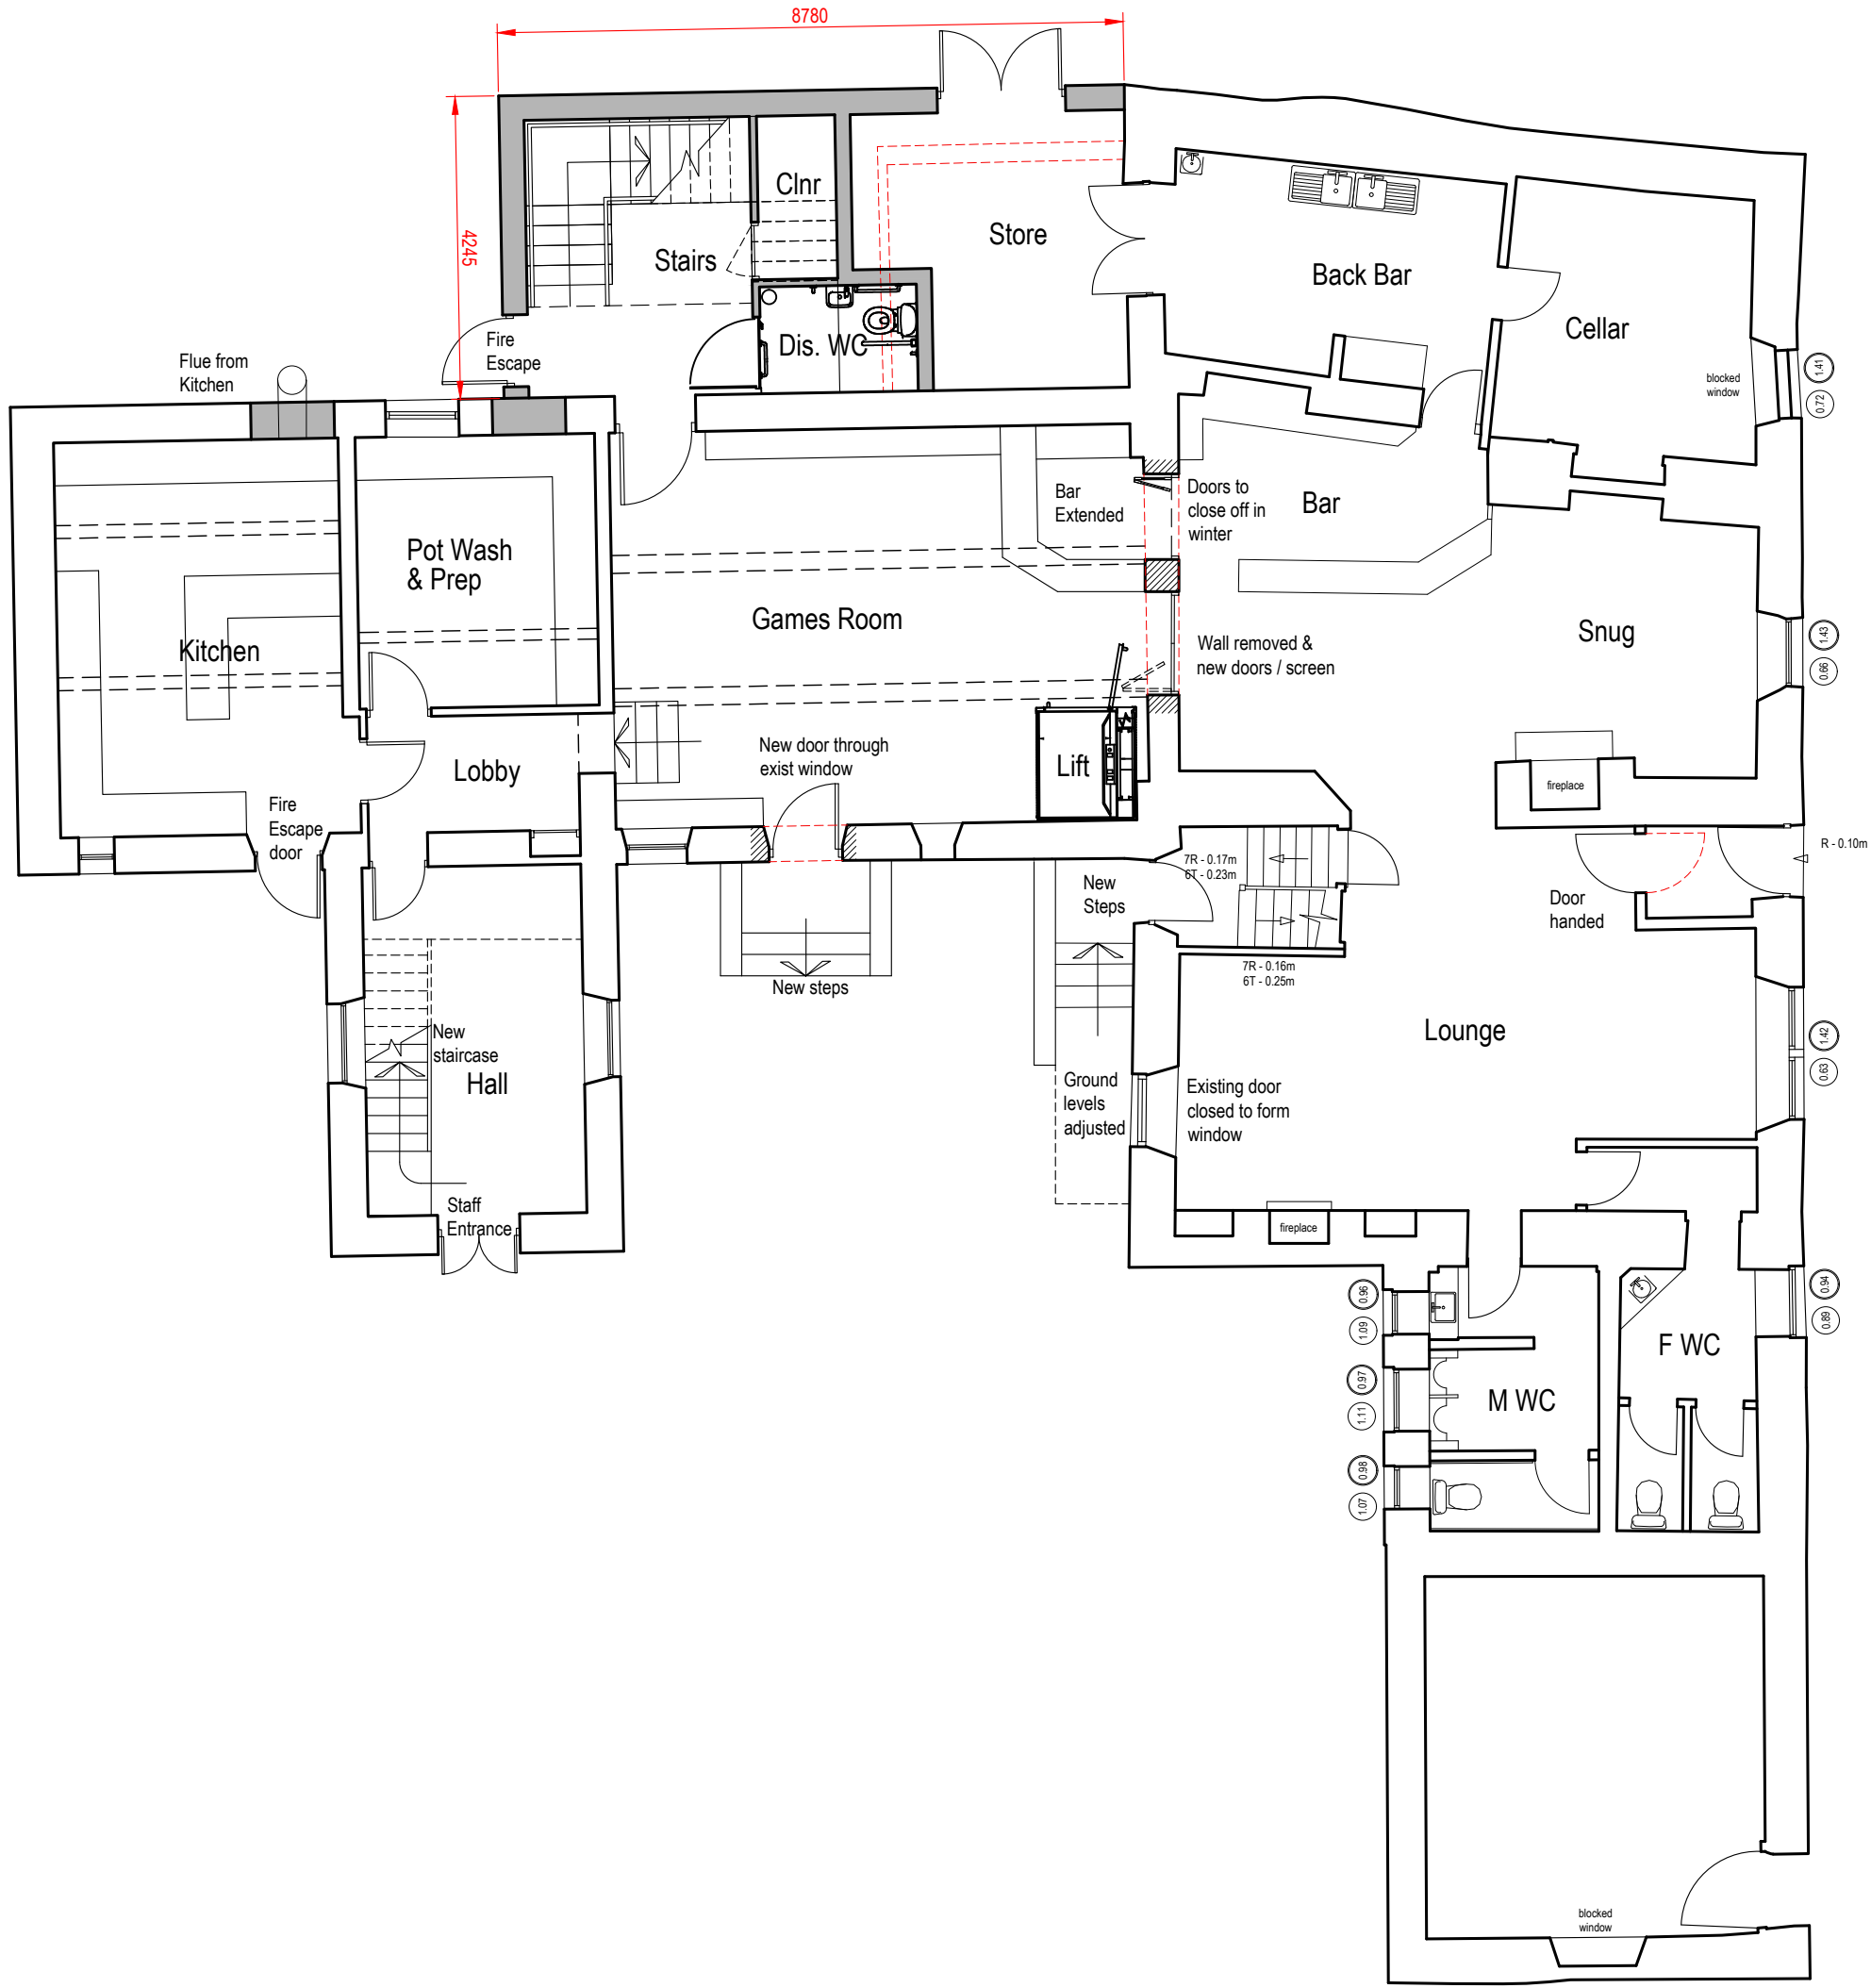 8780
4245
Clnr
Stairs
Store
Back Bar
Cellar
Dis. WC
Fire
Escape
Flue from
Kitchen
blocked
window
1.41
0.72
Bar
Extended
Doors to
close off in
winter
Bar
Pot Wash
& Prep
Kitchen
Games Room
Wall removed &
new doors / screen
Snug
1.43
0.66
New door through
exist window
Lobby
Lift
fireplace
Fire
Escape
door
7R - 0.17m
6T - 0.23m
R - 0.10m
New
Steps
Door
handed
7R - 0.16m
6T - 0.25m
New steps
New
staircase
Hall
Lounge
1.42
0.63
Ground
levels
adjusted
Existing door
closed to form
window
Staff
Entrance
fireplace
0.96
1.09
0.94
0.89
F WC
0.97
1.11
M WC
0.98
1.07
blocked
window